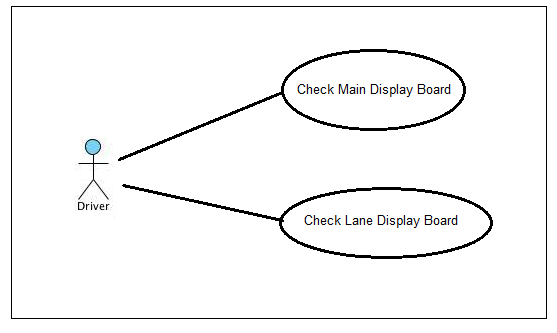 Check Main Display Board
Driver
Check Lane Display Board